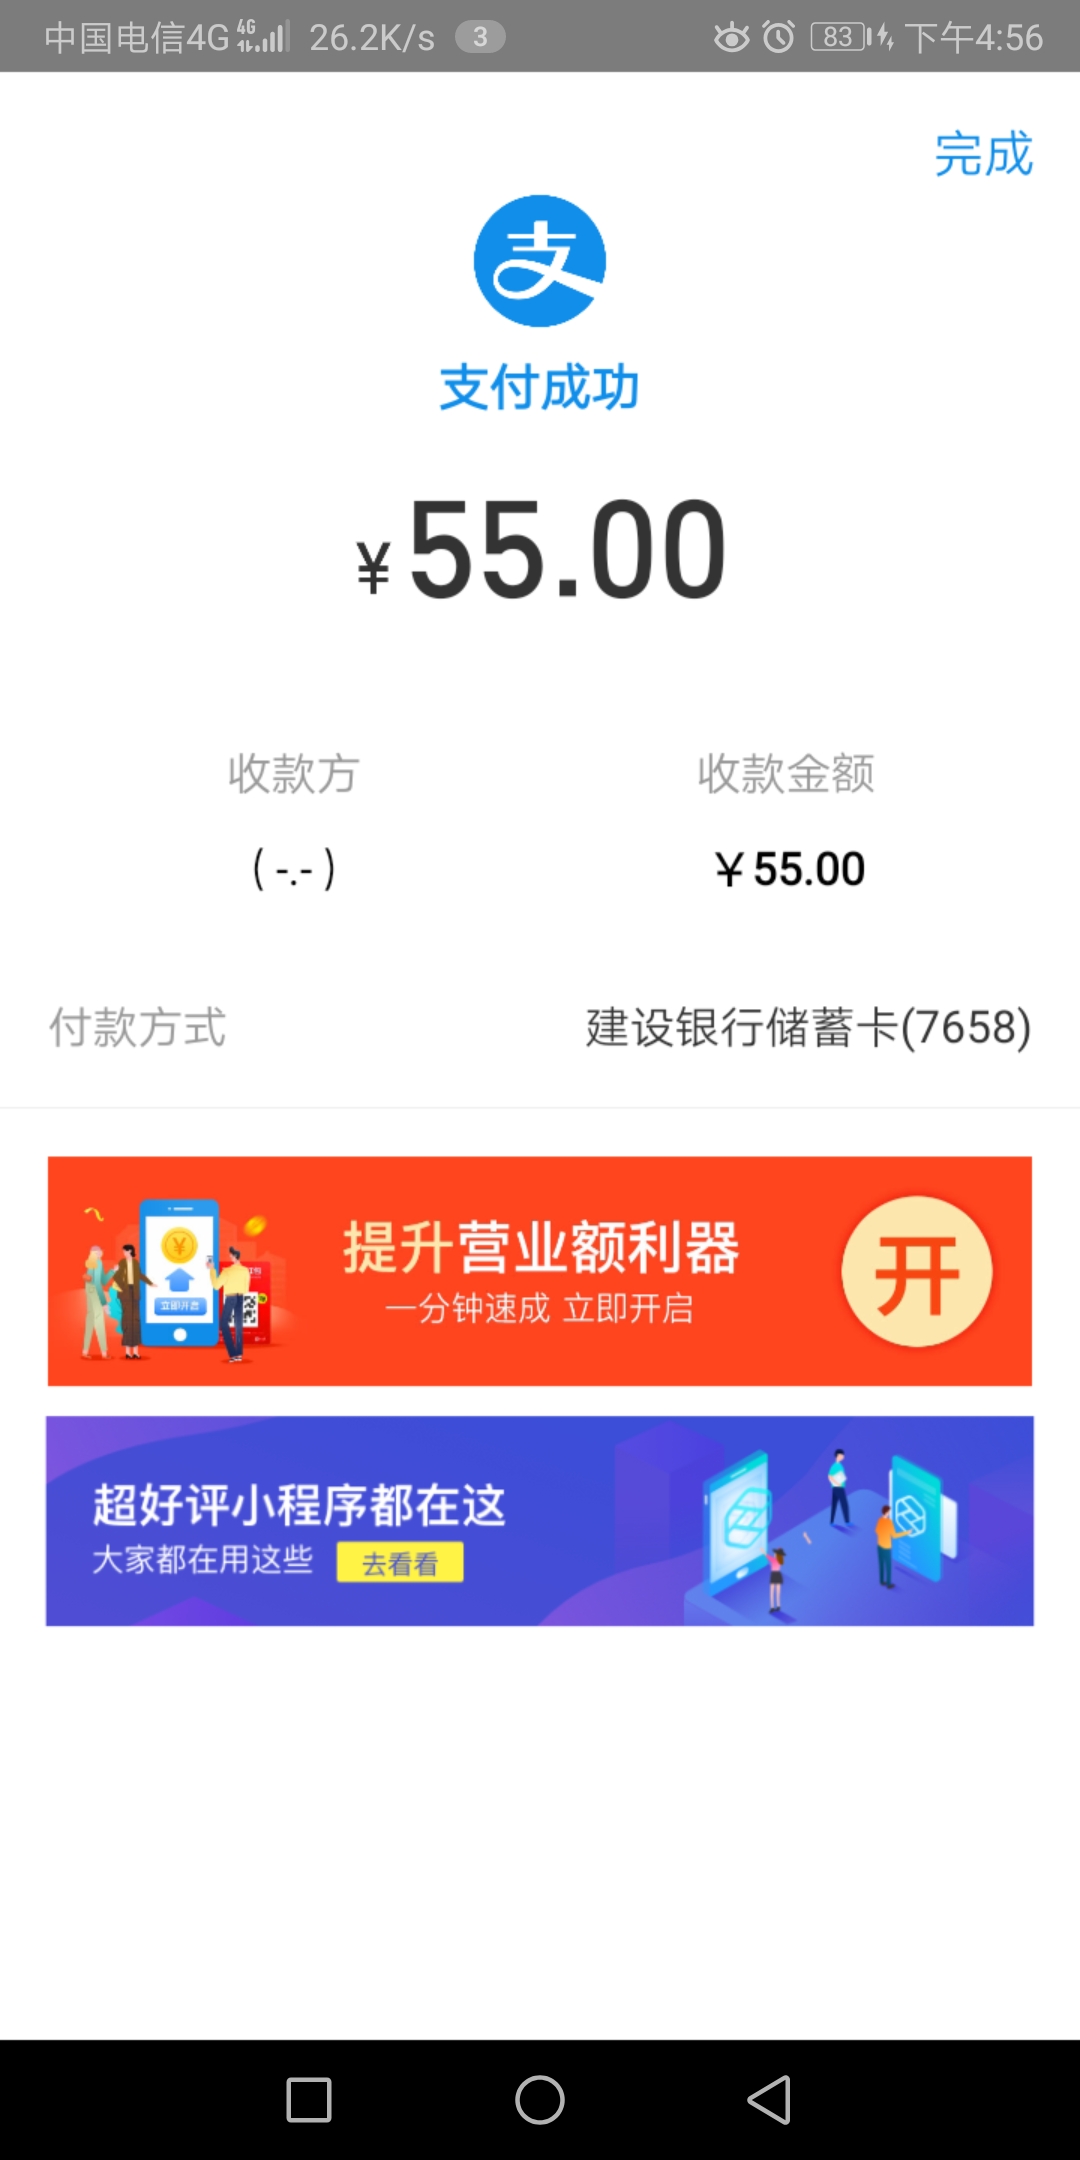 中国电信4G 4G 26.2K/s 3 83 下午4:56
完成
支
支付成功
¥55.00
收款方 收款金额
( -.- ) ￥55.00
付款方式 建设银行储蓄卡(7658)
提升营业额利器
一分钟速成 立即开启
开
¥
立即开启
超好评小程序都在这
大家都在用这些 去看看